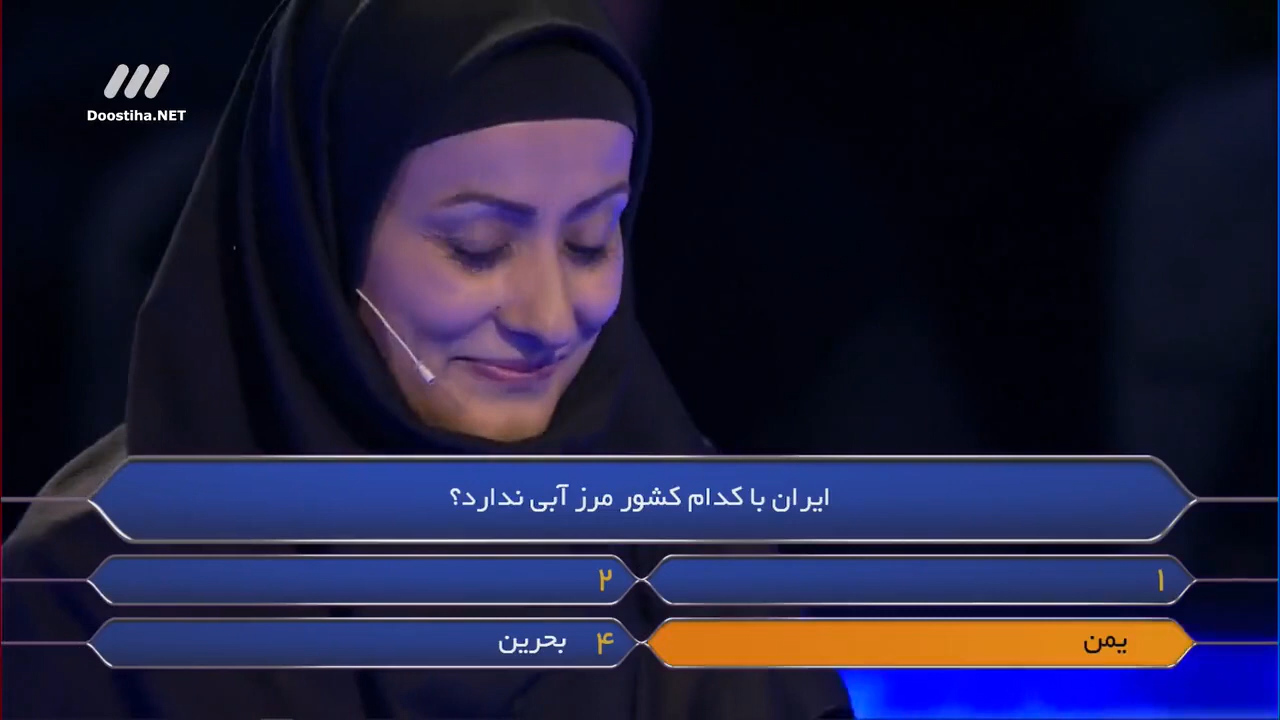 Doostiha.NET
ایران با کدام کشور مرز آبی ندارد؟
۱
۲
یمن
۴ بحرین